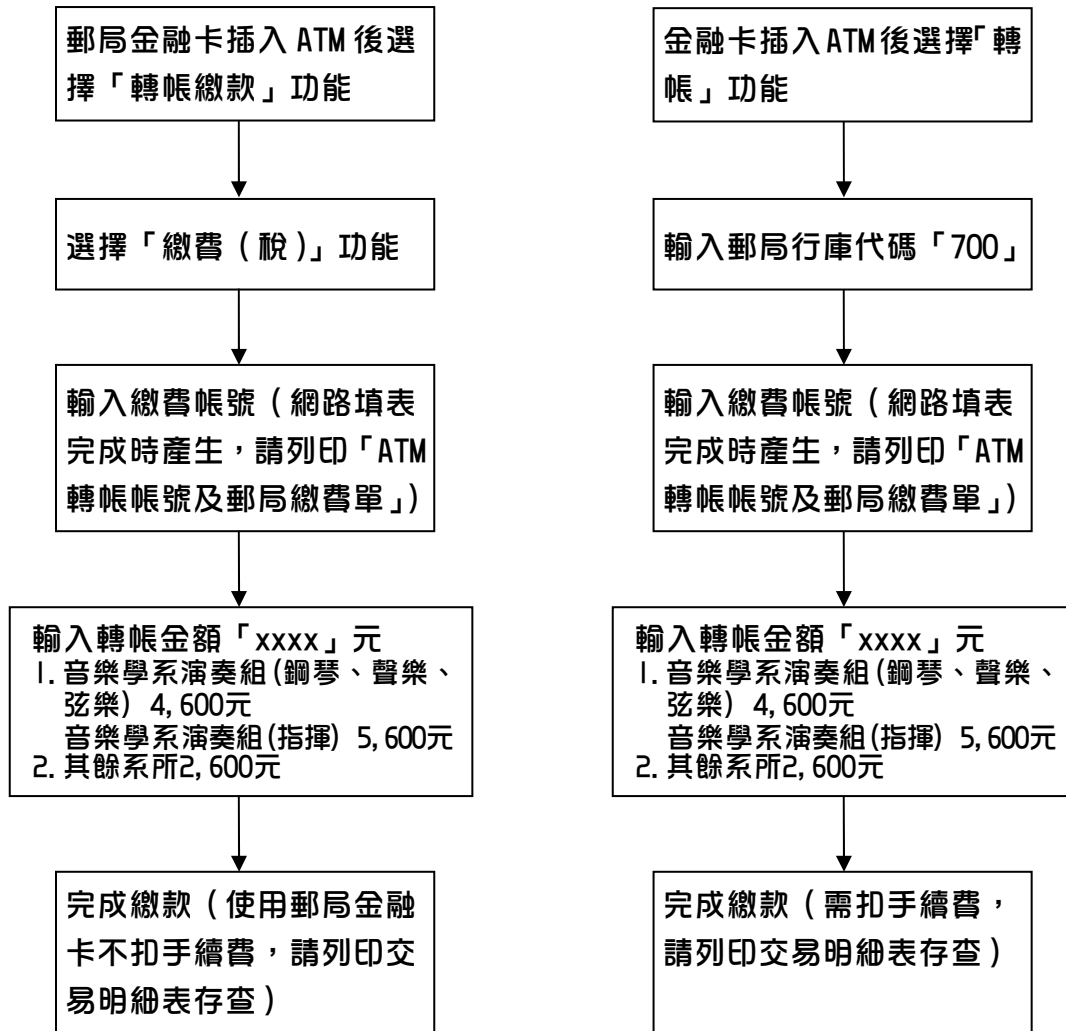 郵局金融卡插入 ATM 後選
擇「轉帳繳款」功能
選擇「繳費（稅）」功能
輸入繳費帳號（網路填表
完成時產生，請列印「ATM
轉帳帳號及郵局繳費單」）
輸入轉帳金額「xxxx」元
1. 音樂學系演奏組(鋼琴、聲樂、
弦樂) 4,600元
音樂學系演奏組(指揮) 5,600元
2. 其餘系所2,600元
完成繳款（使用郵局金融
卡不扣手續費，請列印交
易明細表存查）
金融卡插入 ATM 後選擇「轉
帳」功能
輸入郵局行庫代碼「700」
輸入繳費帳號（網路填表
完成時產生，請列印「ATM
轉帳帳號及郵局繳費單」）
輸入轉帳金額「xxxx」元
1. 音樂學系演奏組(鋼琴、聲樂、
弦樂) 4,600元
音樂學系演奏組(指揮) 5,600元
2. 其餘系所2,600元
完成繳款（需扣手續費，
請列印交易明細表存查）